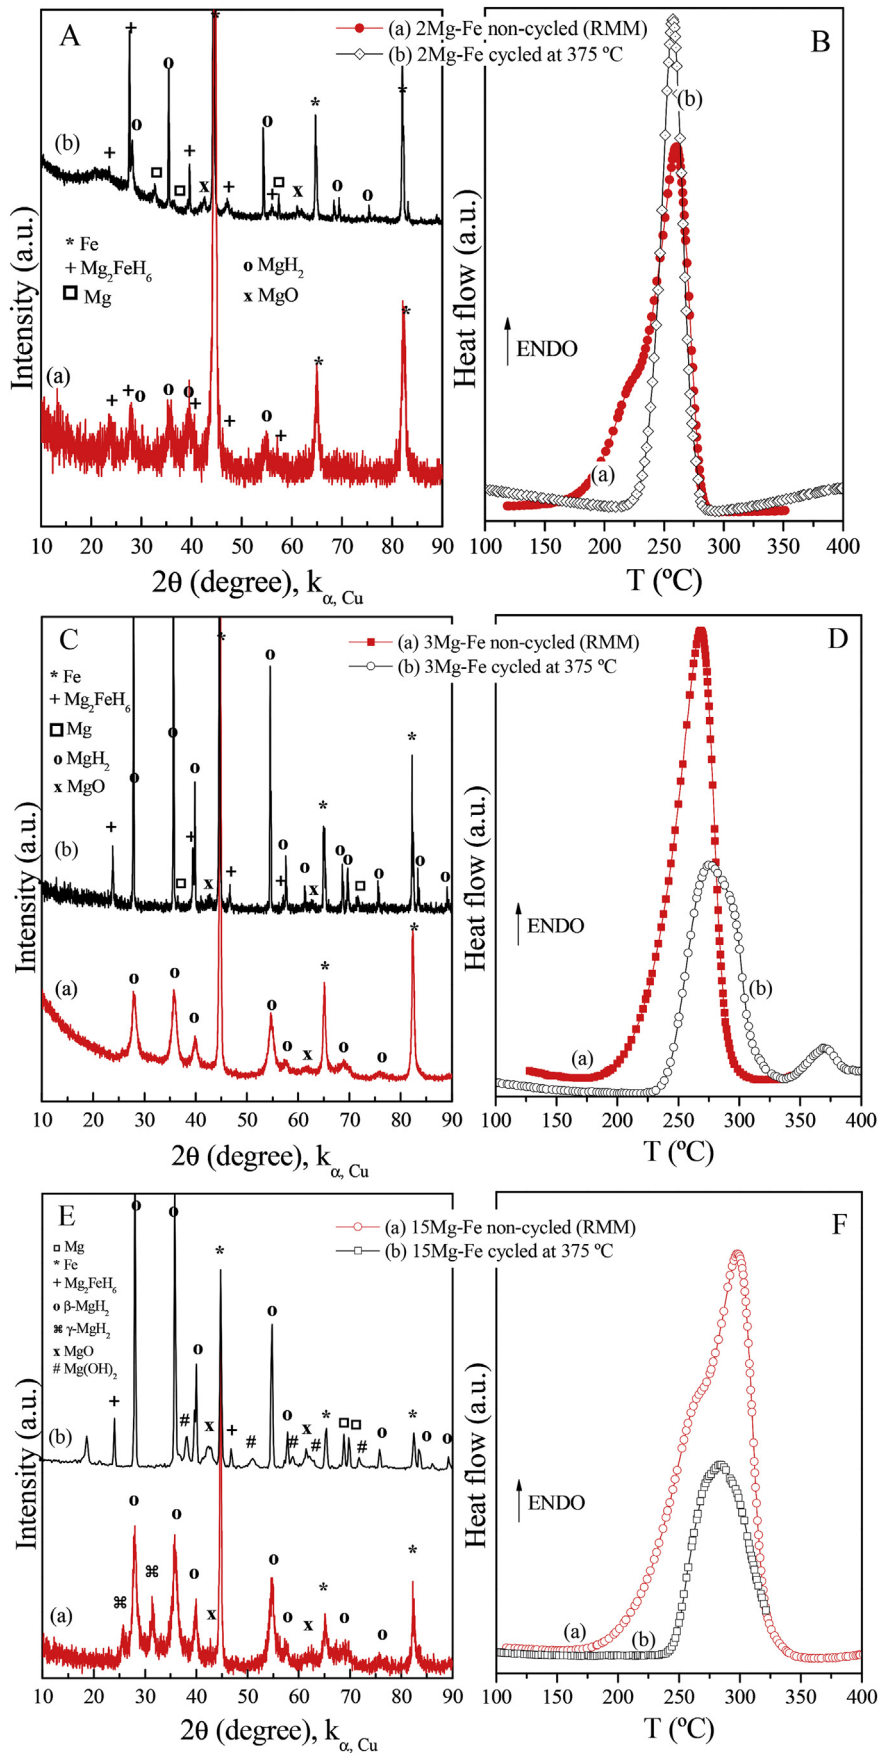 A
(b)
* Fe
+ Mg2FeH6
Mg
o MgH2
x MgO
(a)
Intensity (a.u.)
10 20 30 40 50 60 70 80 90
2θ (degree), kα, Cu
(a) 2Mg-Fe non-cycled (RMM)
(b) 2Mg-Fe cycled at 375 ºC
B
(b)
ENDO
(a)
Heat flow (a.u.)
100 150 200 250 300 350 400
T (ºC)
C
* Fe
+ Mg2FeH6
Mg
o MgH2
x MgO
(b)
(a)
Intensity (a.u.)
10 20 30 40 50 60 70 80 90
2θ (degree), kα, Cu
(a) 3Mg-Fe non-cycled (RMM)
(b) 3Mg-Fe cycled at 375 ºC
D
ENDO
(b)
(a)
Heat flow (a.u.)
100 150 200 250 300 350 400
T (ºC)
E
Mg
* Fe
+ Mg2FeH6
o β-MgH2
⌘ γ-MgH2
x MgO
# Mg(OH)2
(b)
(a)
Intensity (a.u.)
10 20 30 40 50 60 70 80 90
2θ (degree), kα, Cu
(a) 15Mg-Fe non-cycled (RMM)
(b) 15Mg-Fe cycled at 375 ºC
F
ENDO
(a)
(b)
Heat flow (a.u.)
100 150 200 250 300 350 400
T (ºC)